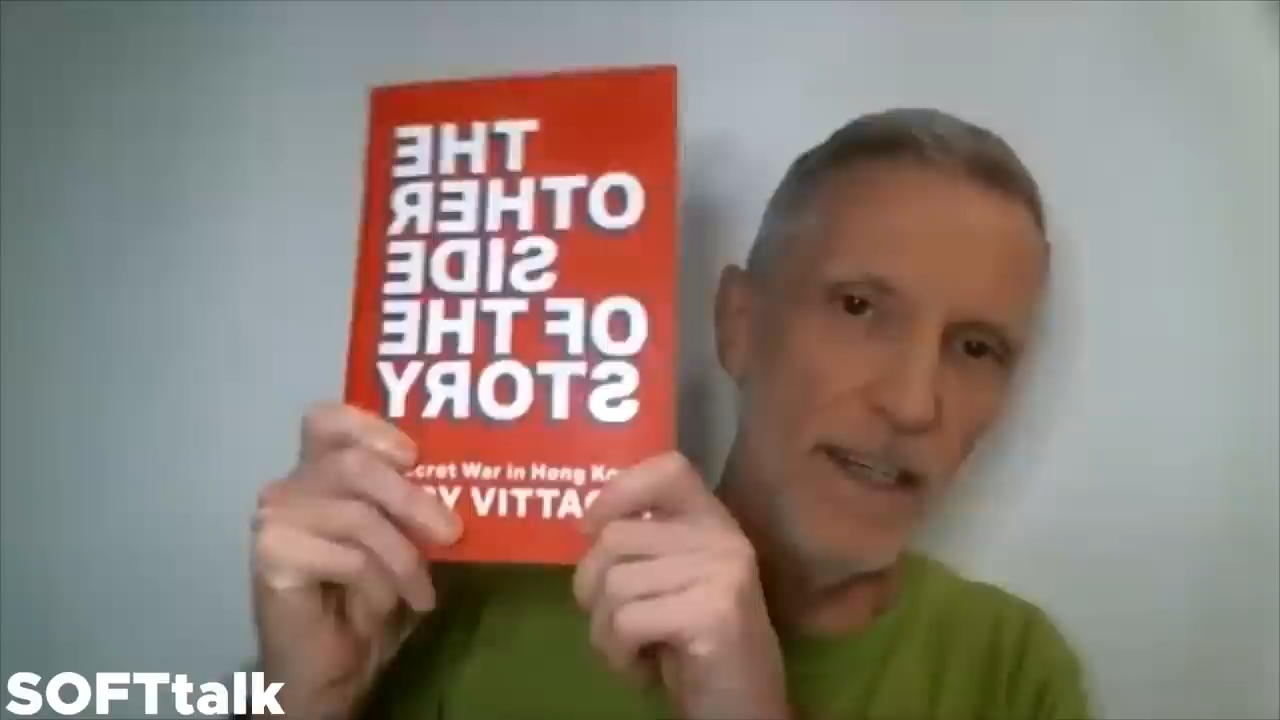 THE
OTHER
SIDE
OF THE
STORY
War in Hong
SOFTtalk